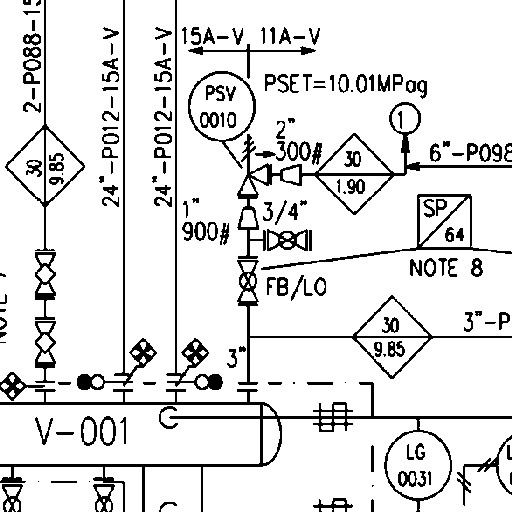 15A-V 11A-V
2-P088-15
24"-P012-15A-V
24"-P012-15A-V
PSV
0010
PSET=10.01MPag
1
2"
300#
30
9.85
30
1.90
6"-P098
1"
900#
3/4"
SP
64
NOTE 8
FB/LO
30
9.85
3"-P
3"
V-001
LG
0031